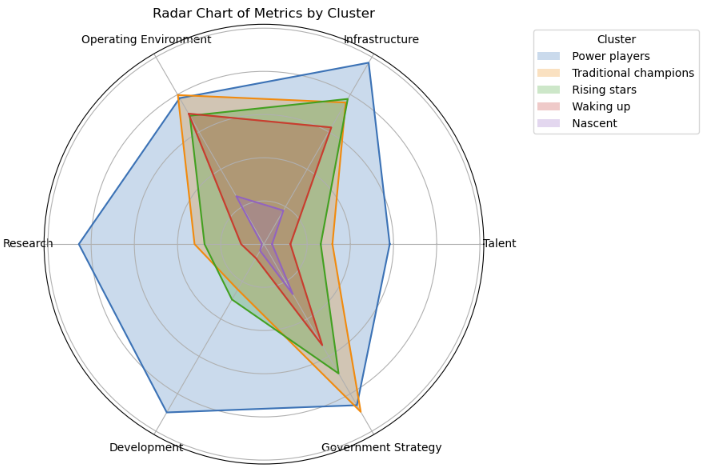 Radar Chart of Metrics by Cluster
Operating Environment
Infrastructure
Research
Talent
Development
Government Strategy
Cluster
Power players
Traditional champions
Rising stars
Waking up
Nascent